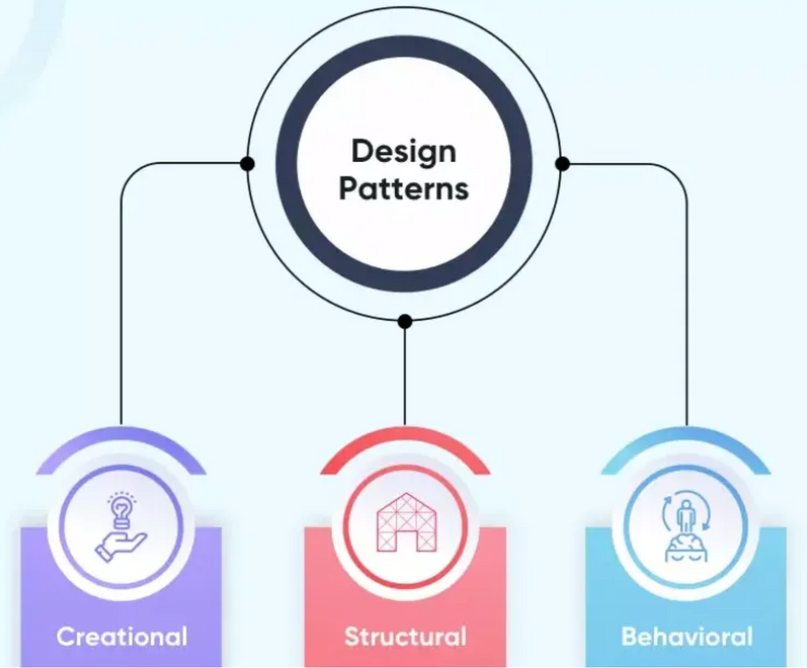 Design
Patterns
Creational
Structural
Behavioral